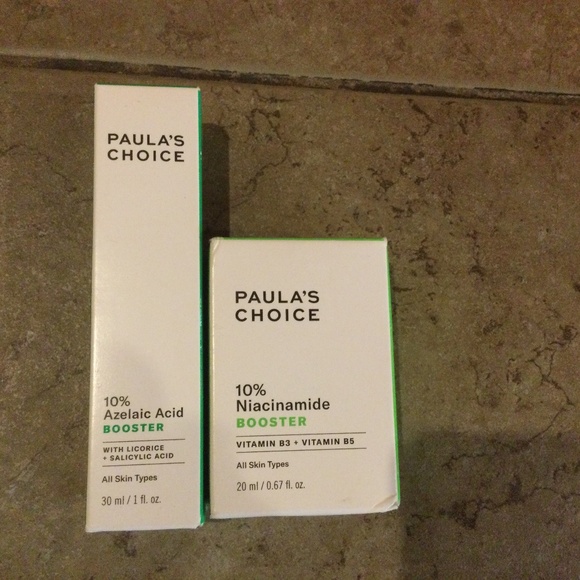 PAULA'S
CHOICE
10%
Azelaic Acid
BOOSTER
WITH LICORICE
+ SALICYLIC ACID
All Skin Types
30 ml / 1 fl. oz.
PAULA'S
CHOICE
10%
Niacinamide
BOOSTER
VITAMIN B3 + VITAMIN B5
All Skin Types
20 ml / 0.67 fl. oz.